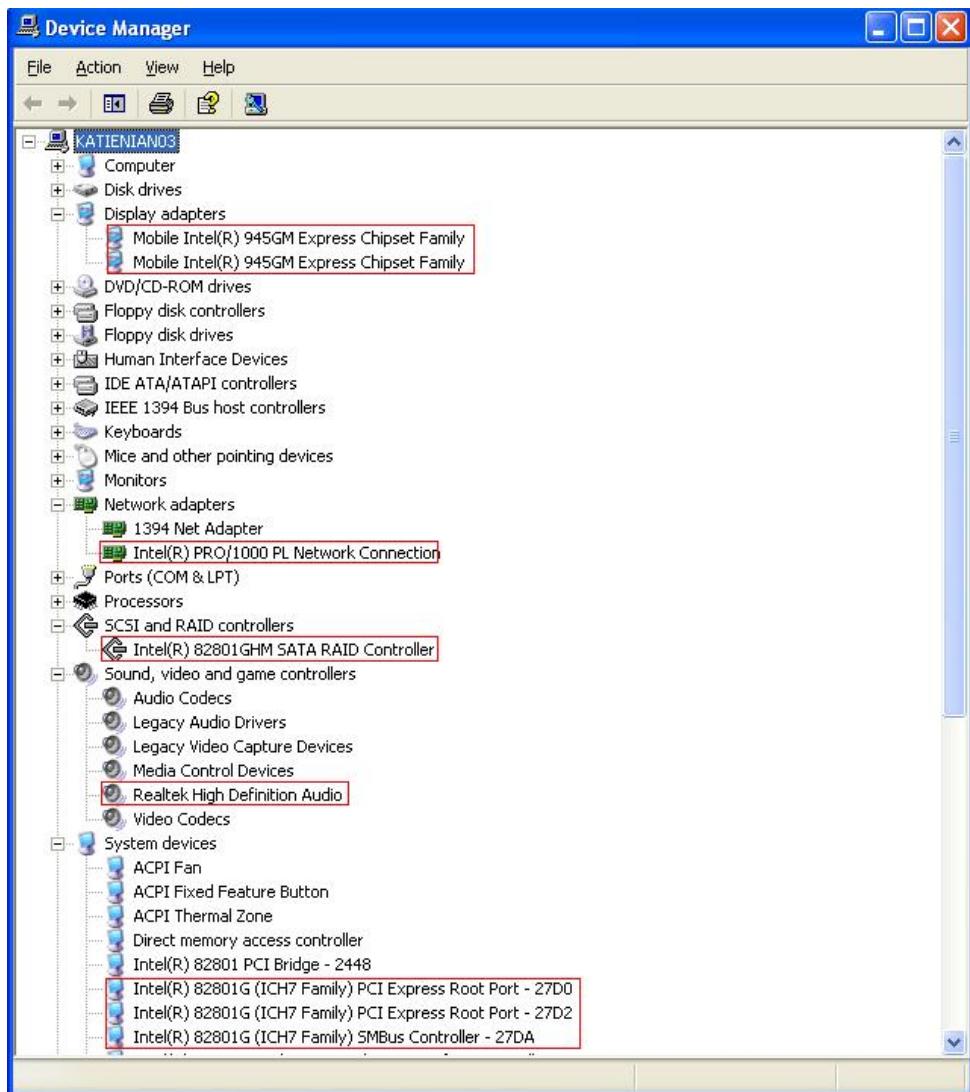 Device Manager
File Action View Help
KATIENIAN03
Computer
Disk drives
Display adapters
Mobile Intel(R) 945GM Express Chipset Family
Mobile Intel(R) 945GM Express Chipset Family
DVD/CD-ROM drives
Floppy disk controllers
Floppy disk drives
Human Interface Devices
IDE ATA/ATAPI controllers
IEEE 1394 Bus host controllers
Keyboards
Mice and other pointing devices
Monitors
Network adapters
1394 Net Adapter
Intel(R) PRO/1000 PL Network Connection
Ports (COM & LPT)
Processors
SCSI and RAID controllers
Intel(R) 82801GHM SATA RAID Controller
Sound, video and game controllers
Audio Codecs
Legacy Audio Drivers
Legacy Video Capture Devices
Media Control Devices
Realtek High Definition Audio
Video Codecs
System devices
ACPI Fan
ACPI Fixed Feature Button
ACPI Thermal Zone
Direct memory access controller
Intel(R) 82801 PCI Bridge - 2448
Intel(R) 82801G (ICH7 Family) PCI Express Root Port - 27D0
Intel(R) 82801G (ICH7 Family) PCI Express Root Port - 27D2
Intel(R) 82801G (ICH7 Family) SMBus Controller - 27DA